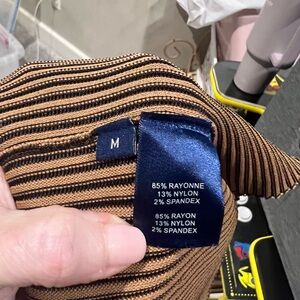 M
85% RAYONNE
13% NYLON
2% SPANDEX
85% RAYON
13% NYLON
2% SPANDEX